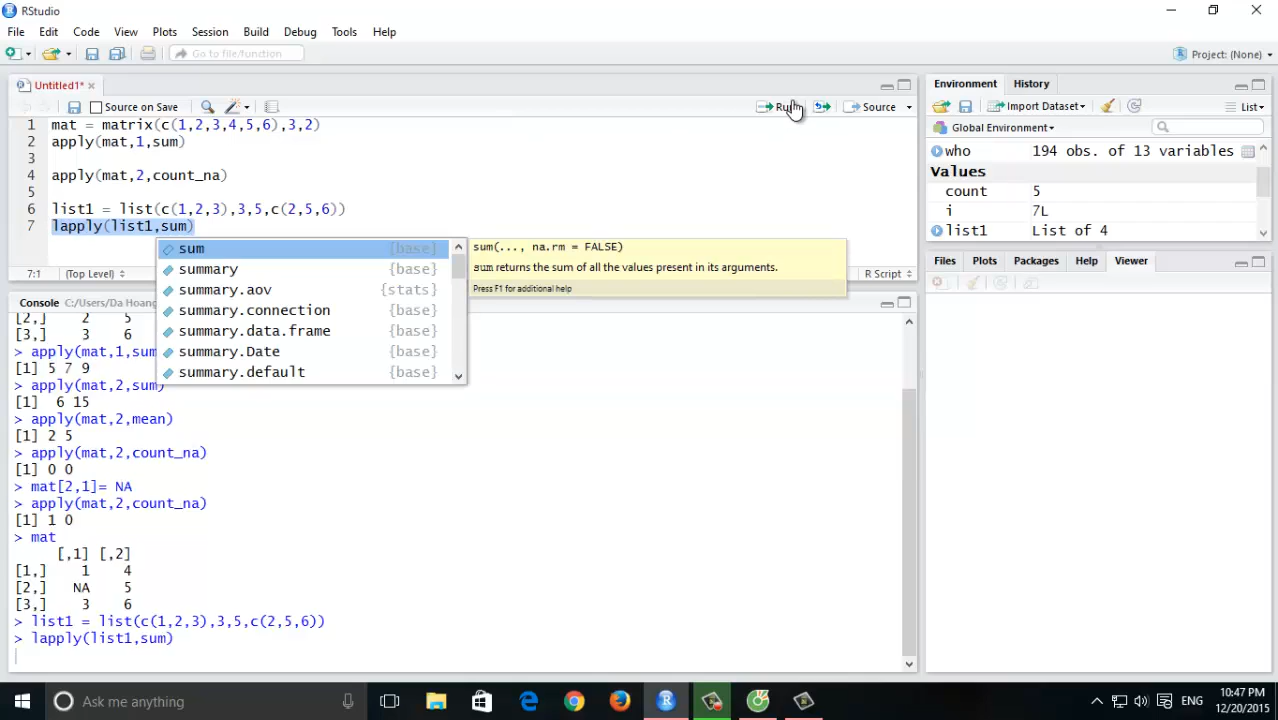 RStudio
File Edit Code View Plots Session Build Debug Tools Help
Go to file/function
Project: (None)
Untitled1*
Source on Save
Run
Source
1 mat = matrix(c(1,2,3,4,5,6),3,2)
2 apply(mat,1,sum)
3
4 apply(mat,2,count_na)
5
6 list1 = list(c(1,2,3),3,5,c(2,5,6))
7 lapply(list1,sum)
sum {base}
summary {base}
summary.aov {stats}
summary.connection {base}
summary.data.frame {base}
summary.Date {base}
summary.default {base}
sum(..., na.rm = FALSE)
sum returns the sum of all the values present in its arguments.
Press F1 for additional help
7:1 (Top Level) R Script
Console C:/Users/Da Hoang
[2,] 2 5
[3,] 3 6
> apply(mat,1,sum
[1] 5 7 9
> apply(mat,2,sum)
[1] 6 15
> apply(mat,2,mean)
[1] 2 5
> apply(mat,2,count_na)
[1] 0 0
> mat[2,1]= NA
> apply(mat,2,count_na)
[1] 1 0
> mat
[,1] [,2]
[1,] 1 4
[2,] NA 5
[3,] 3 6
> list1 = list(c(1,2,3),3,5,c(2,5,6))
> lapply(list1,sum)
Environment History
Import Dataset List
Global Environment
who 194 obs. of 13 variables
Values
count 5
i 7L
list1 List of 4
Files Plots Packages Help Viewer
Ask me anything
ENG
10:47 PM
12/20/2015